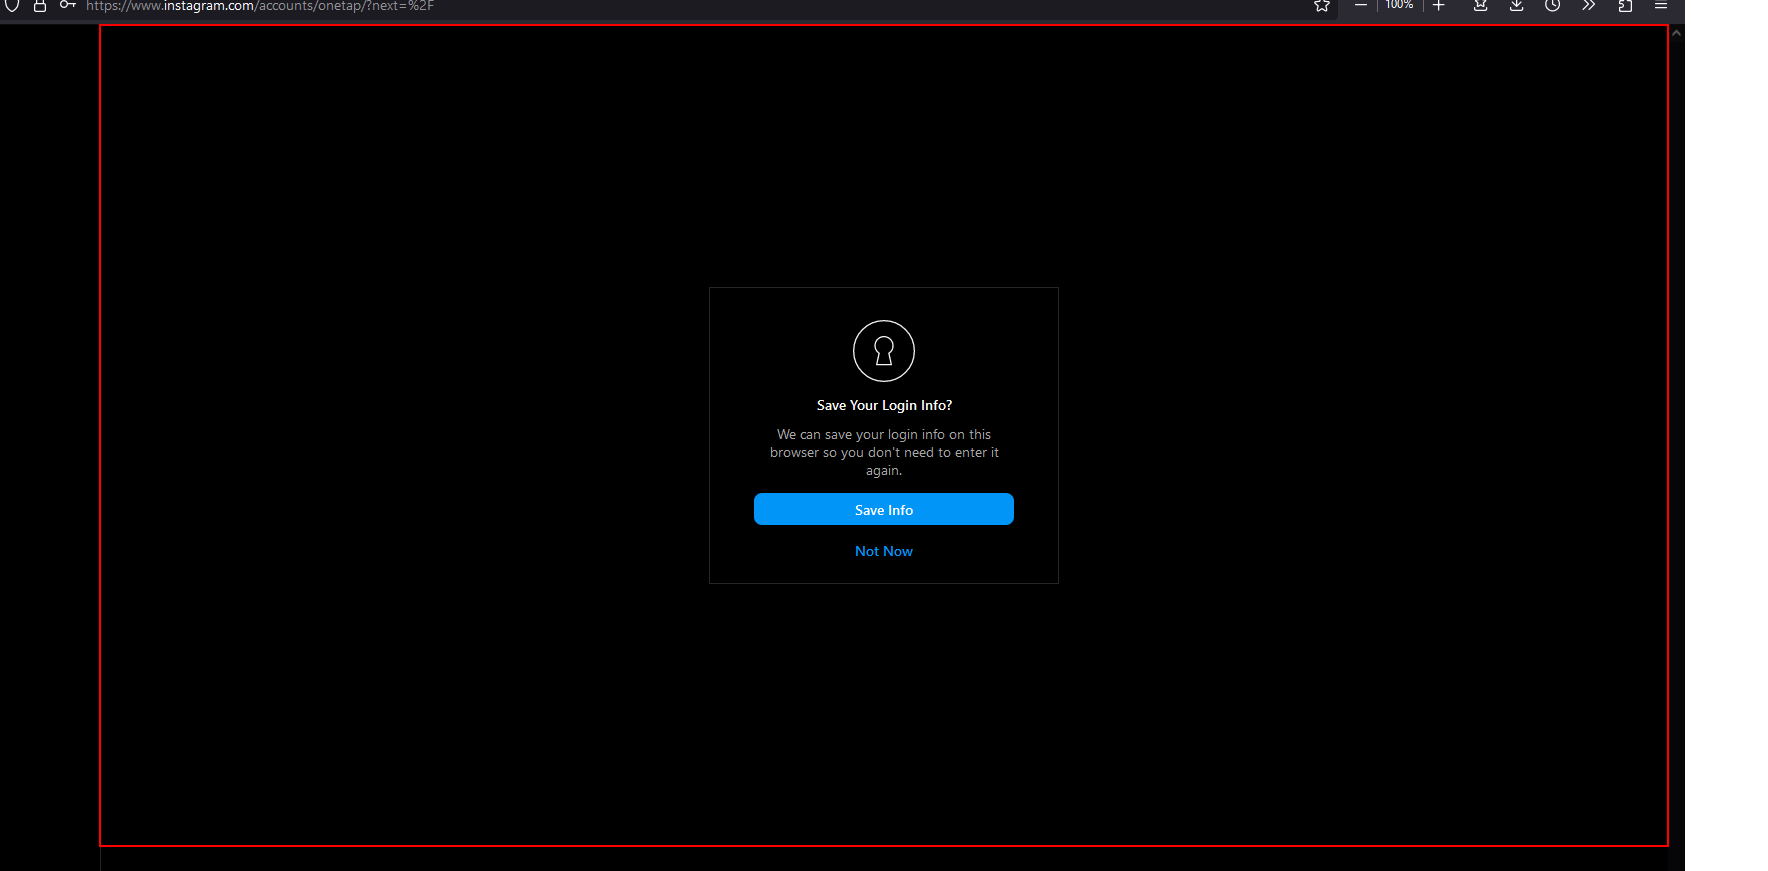 https://www.instagram.com/accounts/onetap/?next=%2F
100%
Save Your Login Info?
We can save your login info on this
browser so you don't need to enter it
again.
Save Info
Not Now